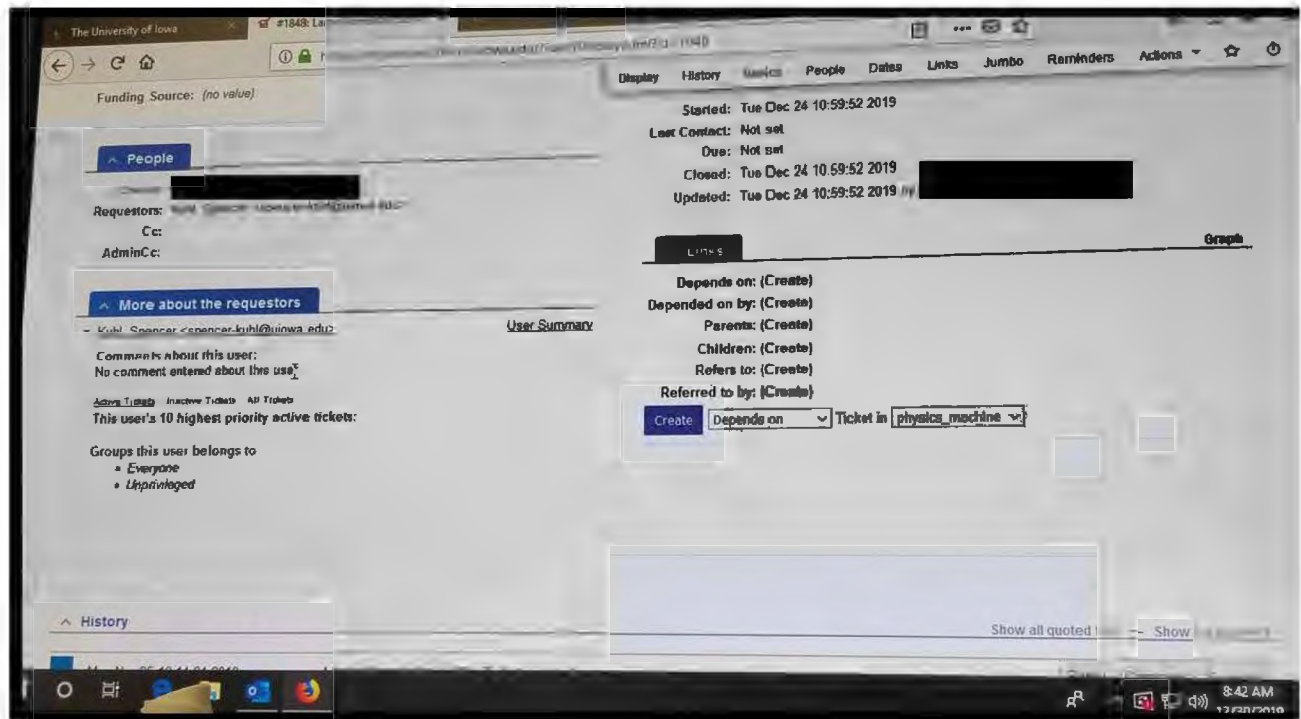 The University of Iowa
#1848: La
Funding Source: (no value)
People
Requestors:
Cc:
AdminCc:
More about the requestors
Kuhl, Spencer <spencer-kuhl@uiowa.edu>
User Summary
Comments about this user:
No comment entered about this user
Active Tickets Inactive Tickets All Tickets
This user's 10 highest priority active tickets:
Groups this user belongs to
Everyone
Unprivileged
Display History Basics People Dates Links Jumbo Reminders Actions
Started: Tue Dec 24 10:59:52 2019
Last Contact: Not set
Due: Not set
Closed: Tue Dec 24 10:59:52 2019
Updated: Tue Dec 24 10:59:52 2019 by
Links
Graph
Depends on: (Create)
Depended on by: (Create)
Parents: (Create)
Children: (Create)
Refers to: (Create)
Referred to by: (Create)
Create Depends on Ticket in physics_machine
History
Show all quoted
Show
8:42 AM
12/30/2019